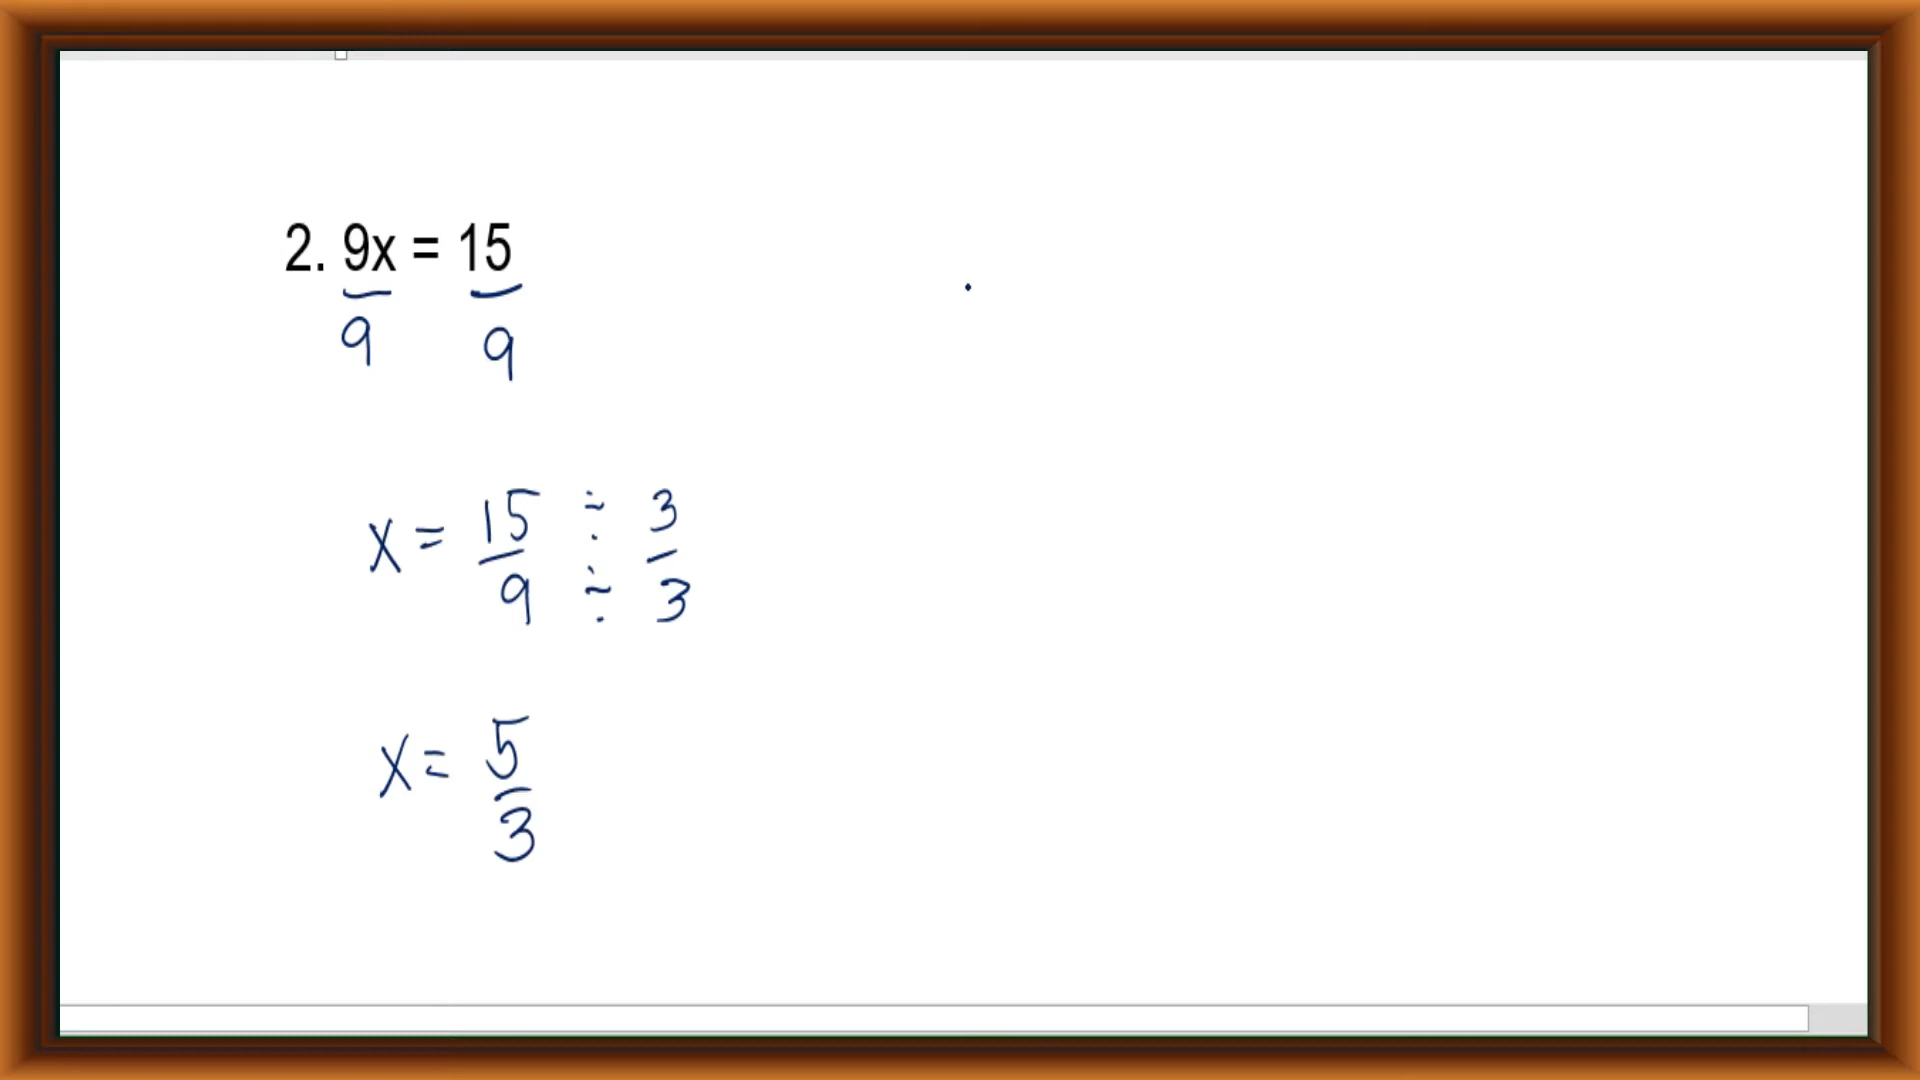 2. 9x = 15
9 9
x = 15 ÷ 3
9 ÷ 3
x = 5
3